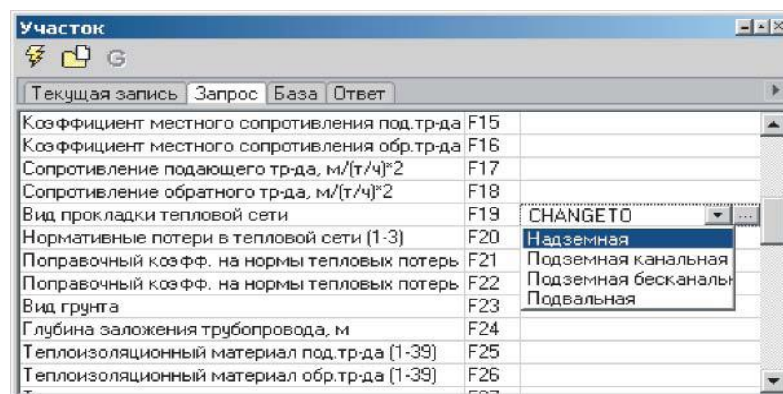 Участок
Текущая запись Запрос База Ответ
Коэффициент местного сопротивления под.тр-да F15
Коэффициент местного сопротивления обр.тр-да F16
Сопротивление подающего тр-да, м/(т/ч)*2 F17
Сопротивление обратного тр-да, м/(т/ч)*2 F18
Вид прокладки тепловой сети F19 CHANGETO ...
Нормативные потери в тепловой сети (1-3) F20 Надземная
Поправочный коэфф. на нормы тепловых потерь F21 Подземная канальная
Поправочный коэфф. на нормы тепловых потерь F22 Подземная бесканальн
Вид грунта F23 Подвальная
Глубина заложения трубопровода, м F24
Теплоизоляционный материал под.тр-да (1-39) F25
Теплоизоляционный материал обр.тр-да (1-39) F26